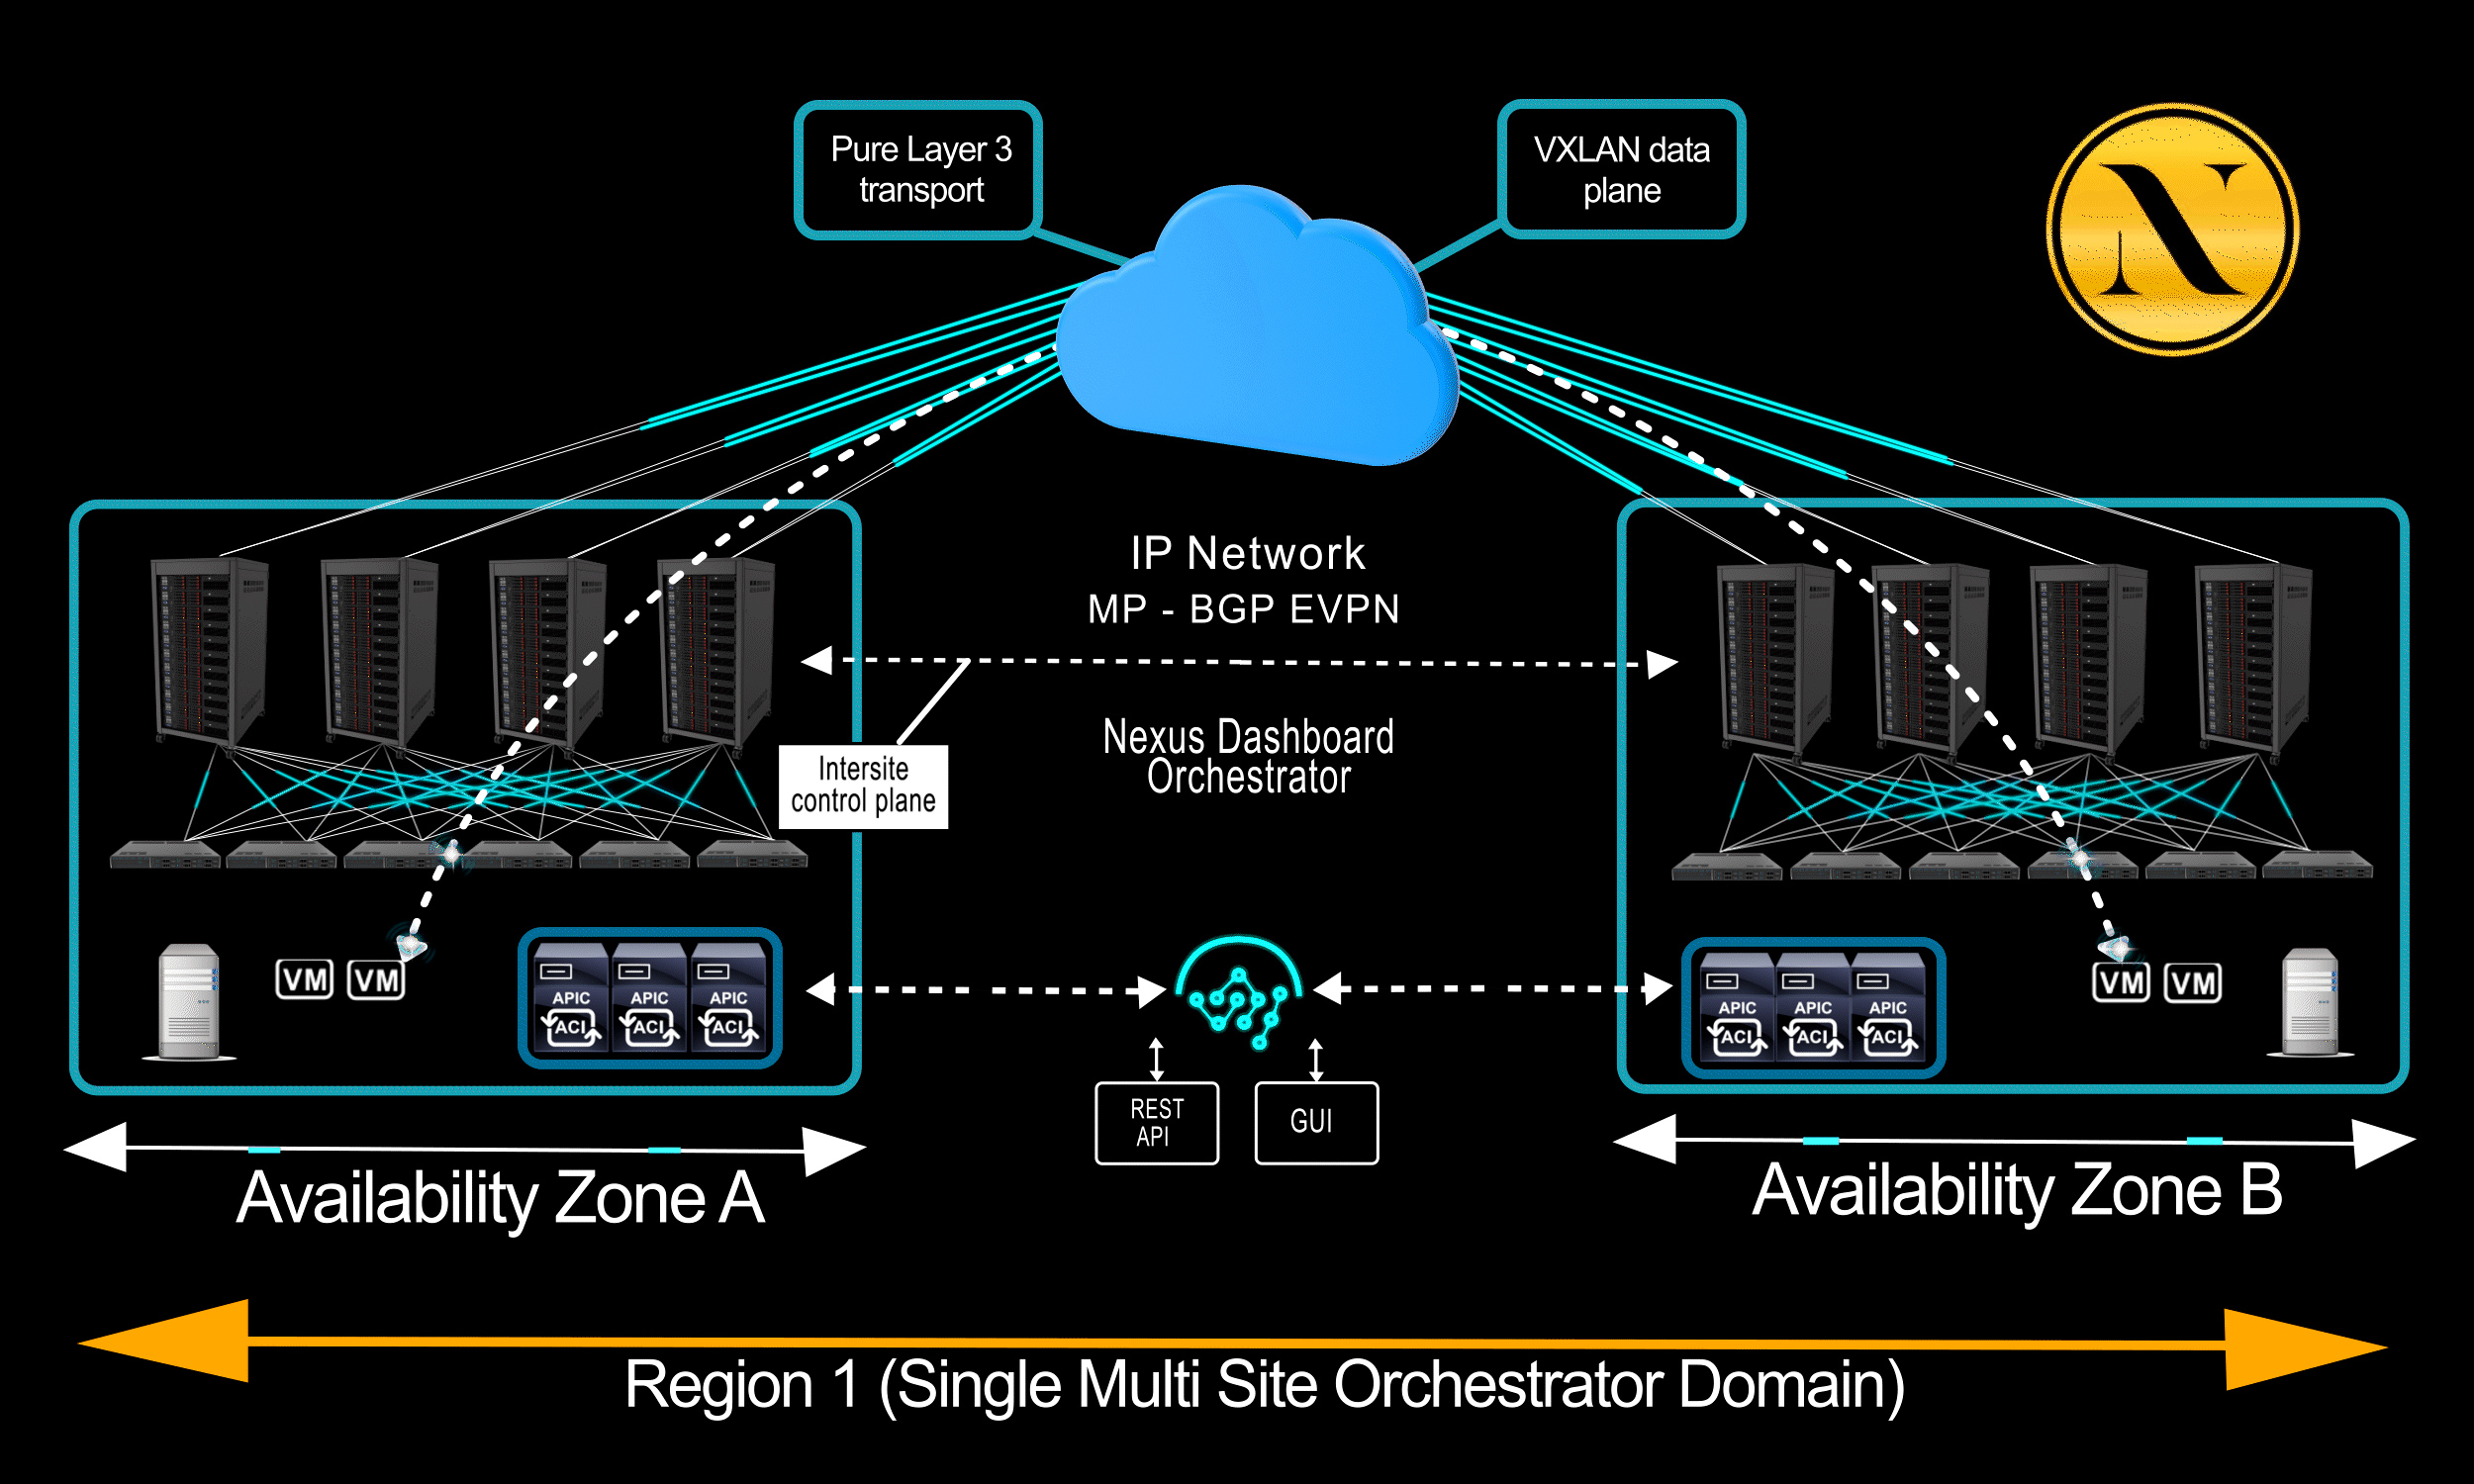 Pure Layer 3
transport
VXLAN data
plane
N
IP Network
MP - BGP EVPN
Nexus Dashboard
Orchestrator
Intersite
control plane
VM
VM
APIC
ACI
APIC
ACI
APIC
ACI
APIC
ACI
APIC
ACI
APIC
ACI
VM
VM
REST
API
GUI
Availability Zone A
Availability Zone B
Region 1 (Single Multi Site Orchestrator Domain)